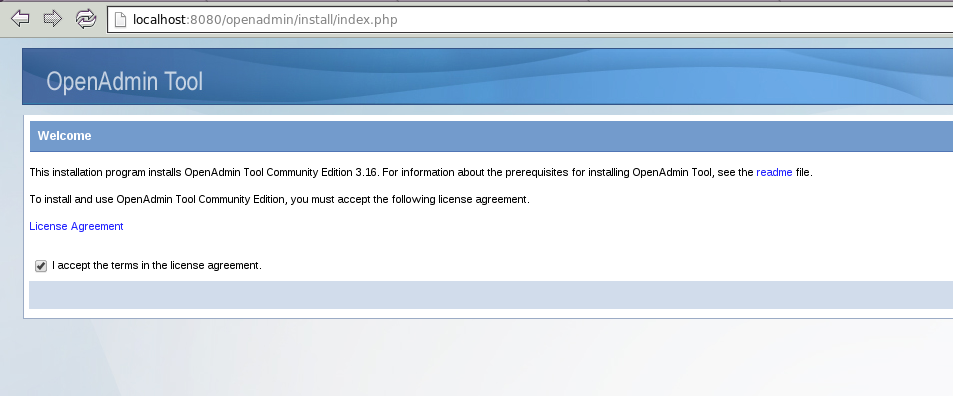 localhost:8080/openadmin/install/index.php
OpenAdmin Tool
Welcome
This installation program installs OpenAdmin Tool Community Edition 3.16. For information about the prerequisites for installing OpenAdmin Tool, see the readme file.
To install and use OpenAdmin Tool Community Edition, you must accept the following license agreement.
License Agreement
I accept the terms in the license agreement.